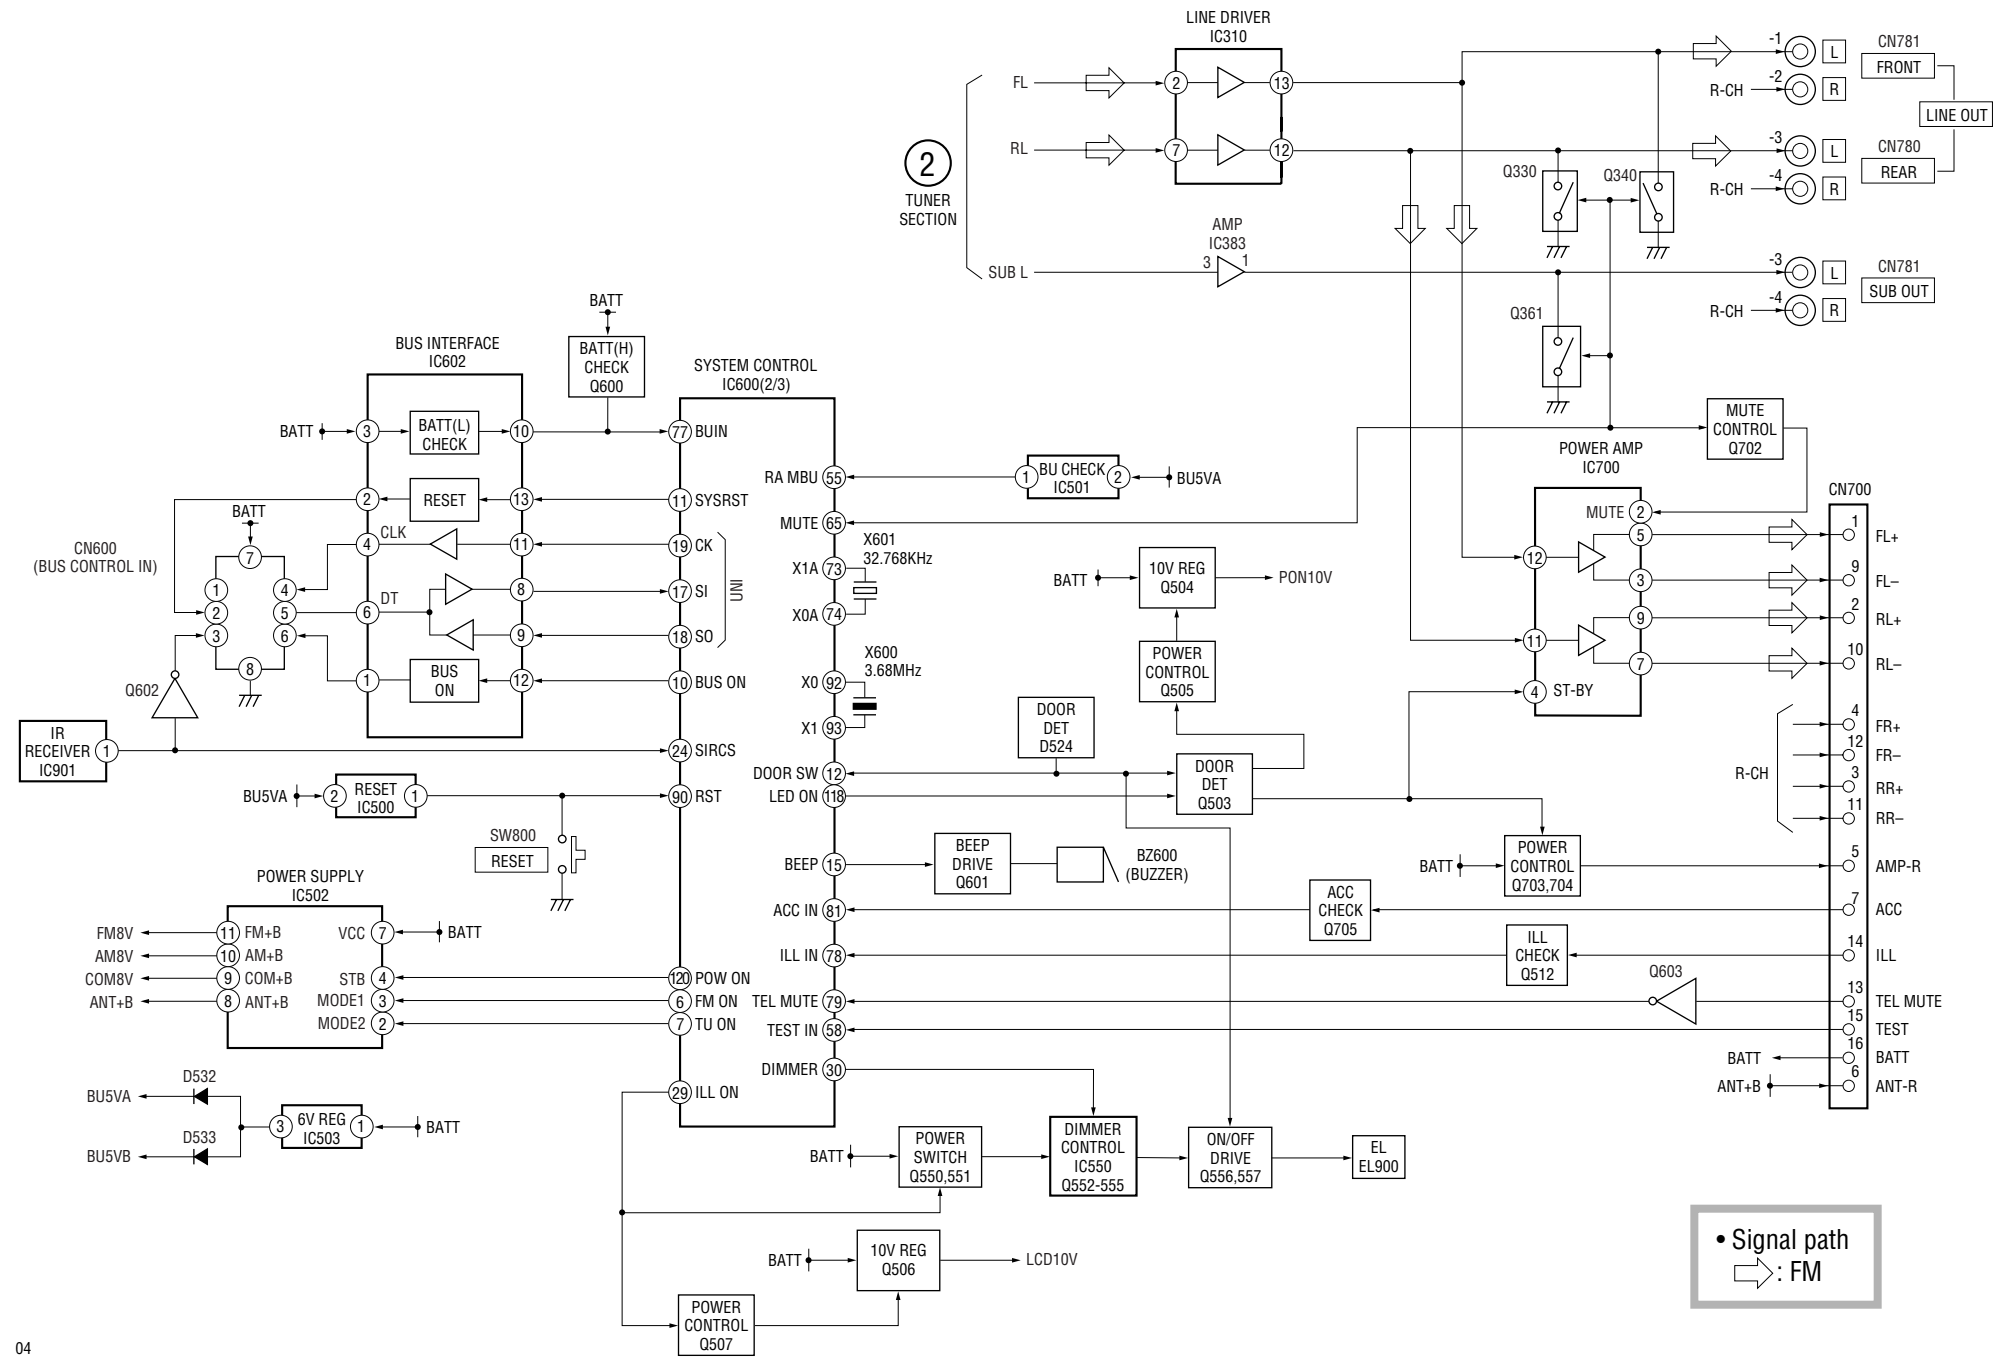 LINE DRIVER
IC310
FL
2
13
RL
7
12
2
TUNER
SECTION
AMP
IC383
SUB L
3
1
-1
L
CN781
FRONT
R-CH
-2
R
LINE OUT
-3
L
CN780
REAR
R-CH
-4
R
Q330
Q340
-3
L
CN781
SUB OUT
R-CH
-4
R
Q361
MUTE
CONTROL
Q702
POWER AMP
IC700
MUTE
2
5
12
3
9
11
7
4
ST-BY
CN700
1
FL+
9
FL–
2
RL+
10
RL–
R-CH
4
FR+
12
FR–
3
RR+
11
RR–
5
AMP-R
7
ACC
14
ILL
13
TEL MUTE
15
TEST
16
BATT
BATT
6
ANT-R
ANT+B
BATT
BATT(H)
CHECK
Q600
BUS INTERFACE
IC602
BATT
3
BATT(L)
CHECK
10
2
RESET
13
CLK
4
11
DT
6
8
9
1
BUS
ON
12
CN600
(BUS CONTROL IN)
BATT
7
1
4
2
5
3
6
8
Q602
IR
RECEIVER
IC901
1
BU5VA
2
RESET
IC500
1
SW800
RESET
SYSTEM CONTROL
IC600(2/3)
77
BUIN
11
SYSRST
19
CK
17
SI
18
SO
UNI
10
BUS ON
24
SIRCS
90
RST
120
POW ON
6
FM ON
7
TU ON
29
ILL ON
RA MBU
55
MUTE
65
X1A
73
X0A
74
X0
92
X1
93
DOOR SW
12
LED ON
118
BEEP
15
ACC IN
81
ILL IN
78
TEL MUTE
79
TEST IN
58
DIMMER
30
X601
32.768KHz
X600
3.68MHz
1
BU CHECK
IC501
2
BU5VA
BATT
10V REG
Q504
PON10V
POWER
CONTROL
Q505
DOOR
DET
D524
DOOR
DET
Q503
BEEP
DRIVE
Q601
BZ600
(BUZZER)
BATT
POWER
CONTROL
Q703,704
ACC
CHECK
Q705
ILL
CHECK
Q512
Q603
POWER SUPPLY
IC502
FM8V
11
FM+B
AM8V
10
AM+B
COM8V
9
COM+B
ANT+B
8
ANT+B
VCC
7
BATT
STB
4
MODE1
3
MODE2
2
D532
BU5VA
D533
BU5VB
3
6V REG
IC503
1
BATT
BATT
POWER
SWITCH
Q550,551
DIMMER
CONTROL
IC550
Q552-555
ON/OFF
DRIVE
Q556,557
EL
EL900
BATT
10V REG
Q506
LCD10V
POWER
CONTROL
Q507
• Signal path
: FM
04